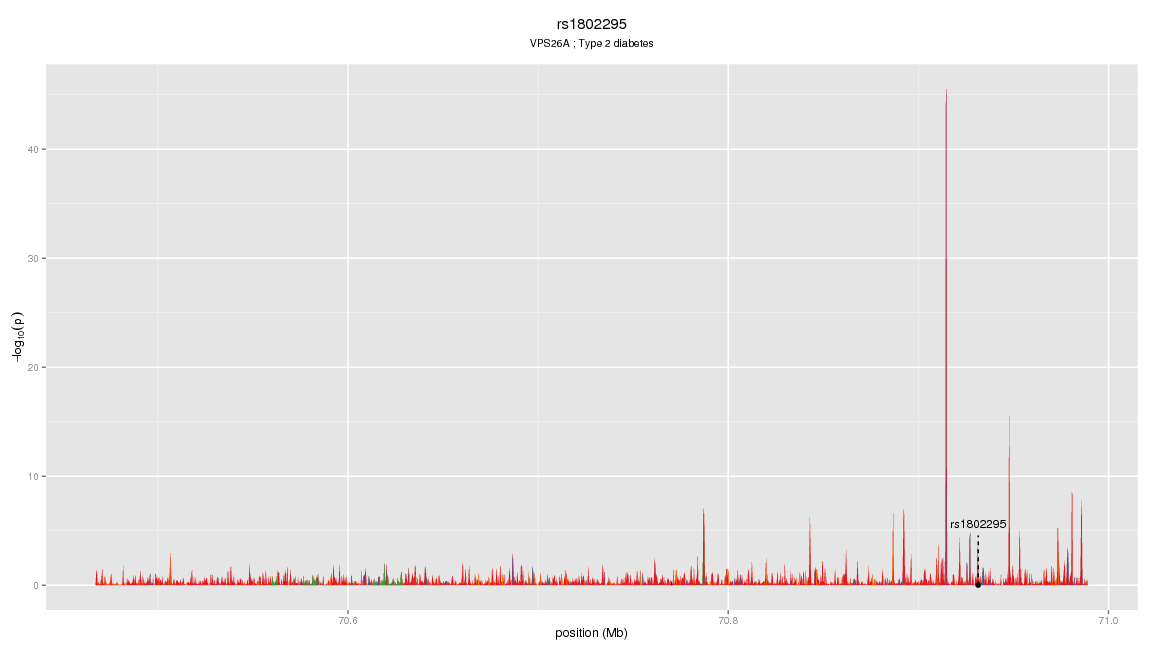 rs1802295
VPS26A ; Type 2 diabetes
−log₁₀(p)
40
30
20
10
0
rs1802295
70.6
70.8
71.0
position (Mb)